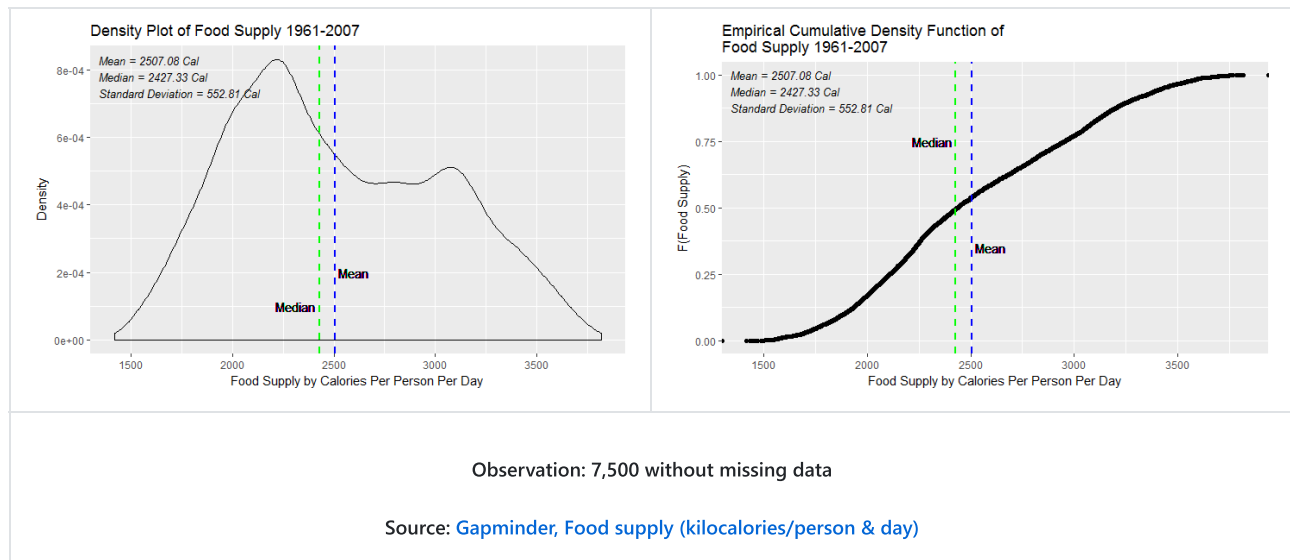 Density Plot of Food Supply 1961-2007
Mean = 2507.08 Cal
Median = 2427.33 Cal
Standard Deviation = 552.81 Cal
8e-04
6e-04
4e-04
2e-04
0e+00
Density
Mean
Median
1500
2000
2500
3000
3500
Food Supply by Calories Per Person Per Day
Empirical Cumulative Density Function of
Food Supply 1961-2007
Mean = 2507.08 Cal
Median = 2427.33 Cal
Standard Deviation = 552.81 Cal
1.00
0.75
0.50
0.25
0.00
F(Food Supply)
Median
Mean
1500
2000
2500
3000
3500
Food Supply by Calories Per Person Per Day
Observation: 7,500 without missing data
Source: Gapminder, Food supply (kilocalories/person & day)